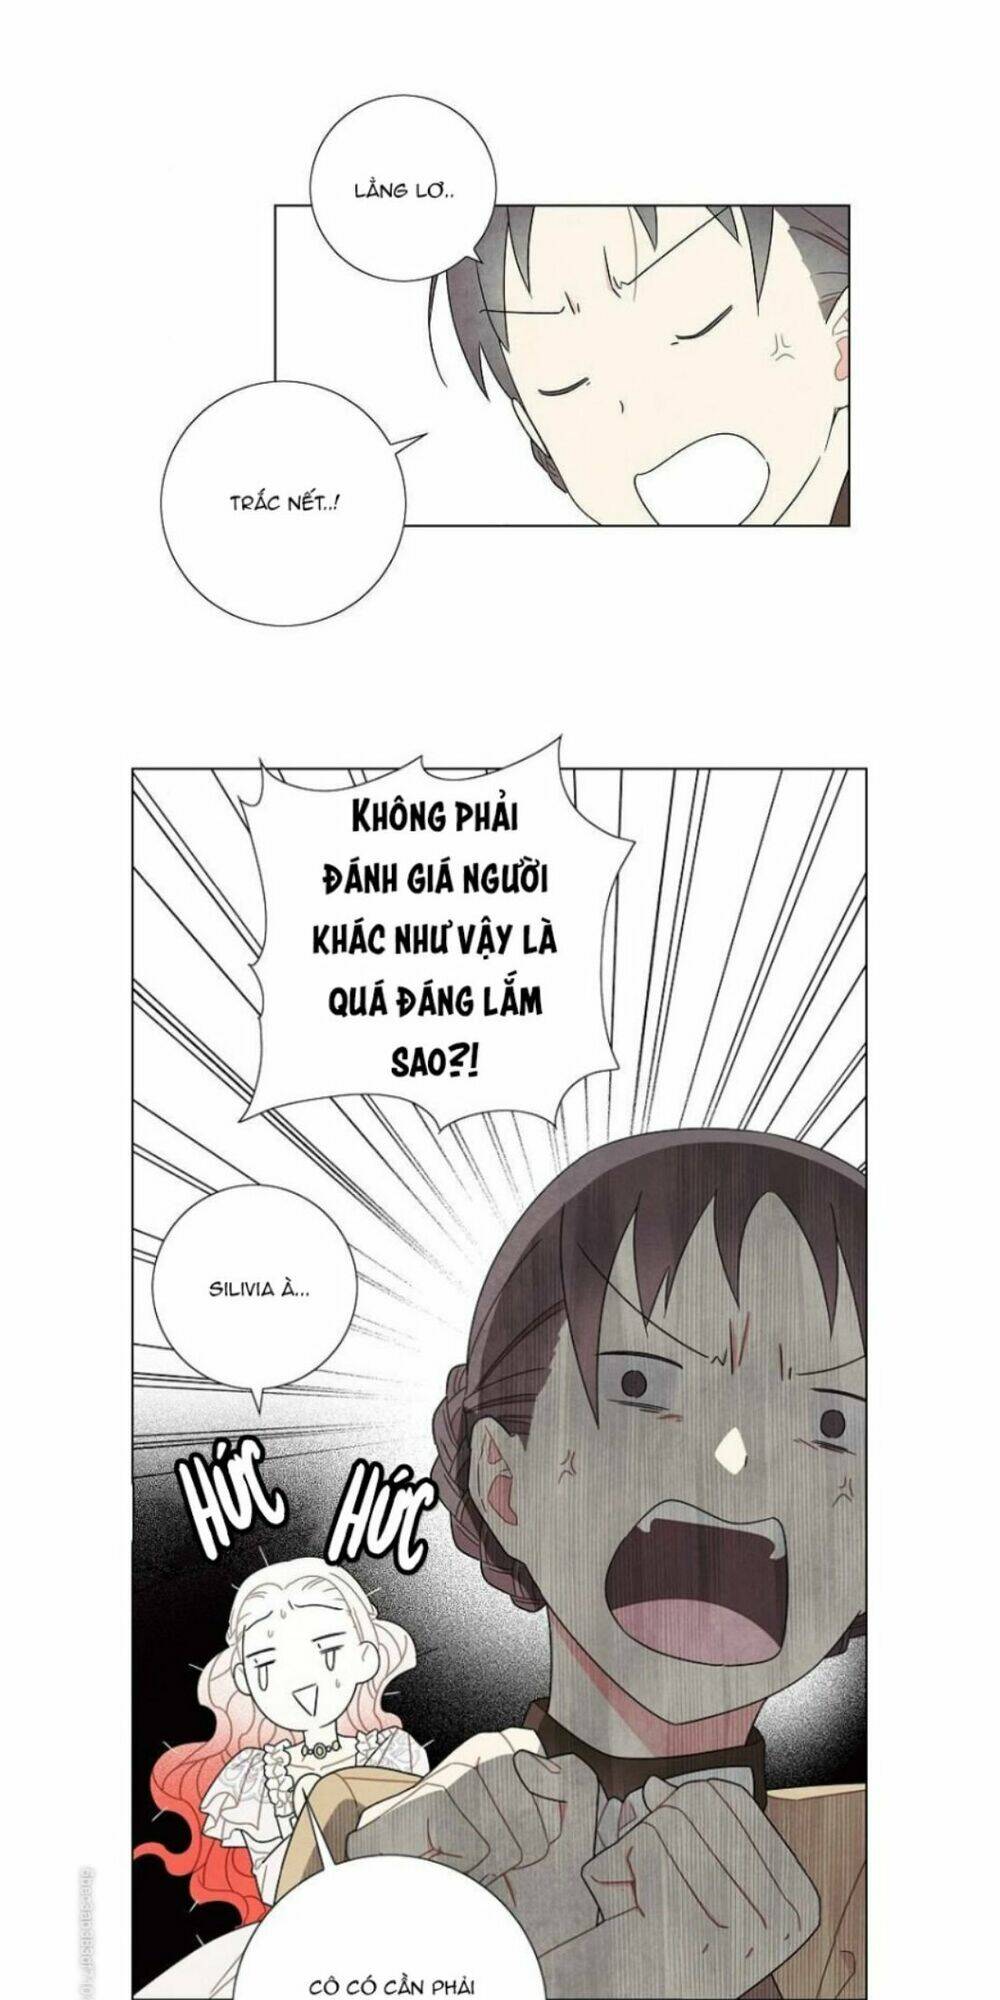 LẲNG LƠ..
TRẮC NẾT..!
KHÔNG PHẢI
ĐÁNH GIÁ NGƯỜI
KHÁC NHƯ VẬY LÀ
QUÁ ĐÁNG LẮM
SAO?!
SILIVIA À...
HỨC
HỨC
CÔ CÓ CẦN PHẢI